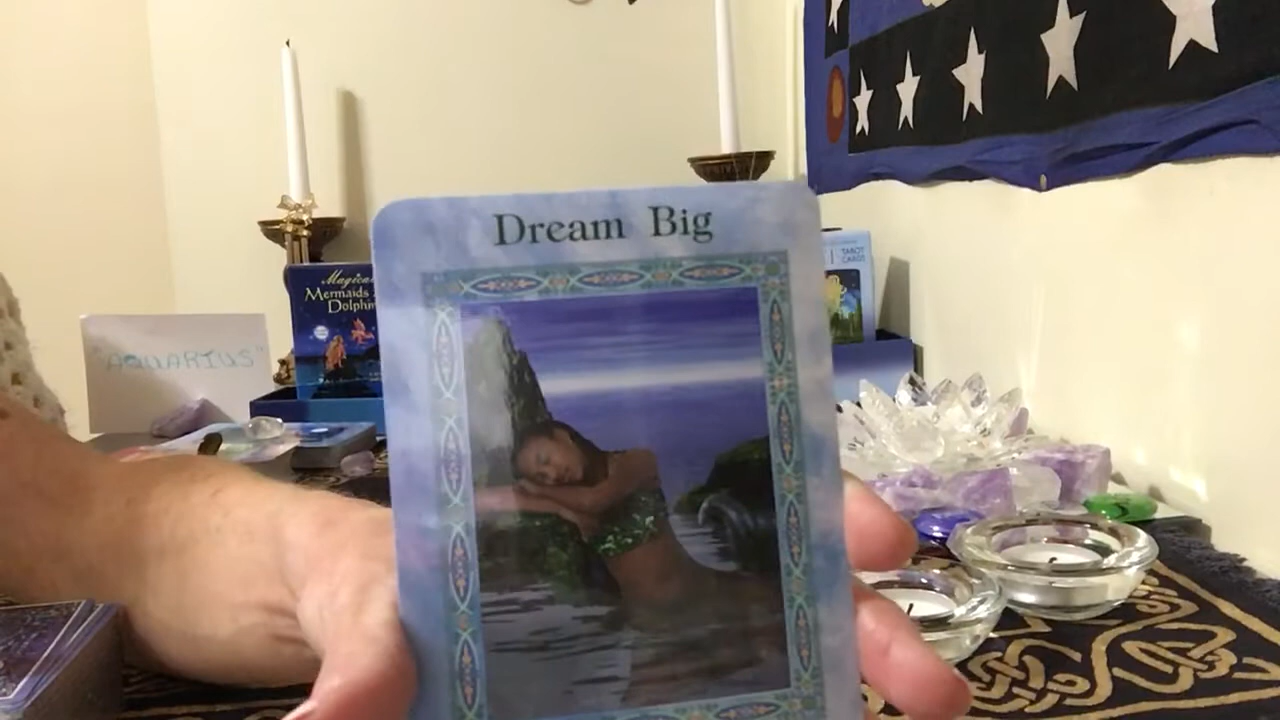 Dream Big
Magical
Mermaids
Dolphin
"AQUARIUS"
TAROT
CARDS